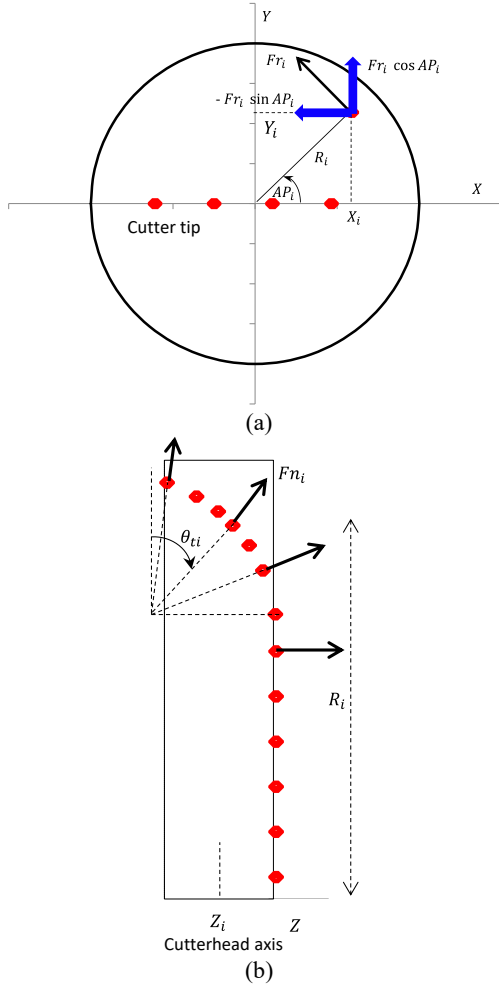 Y
Fr_i
Fr_i cos AP_i
- Fr_i sin AP_i
Y_i
R_i
AP_i
X
X_i
Cutter tip
(a)
Fn_i
θ_ti
R_i
Z_i
Z
Cutterhead axis
(b)